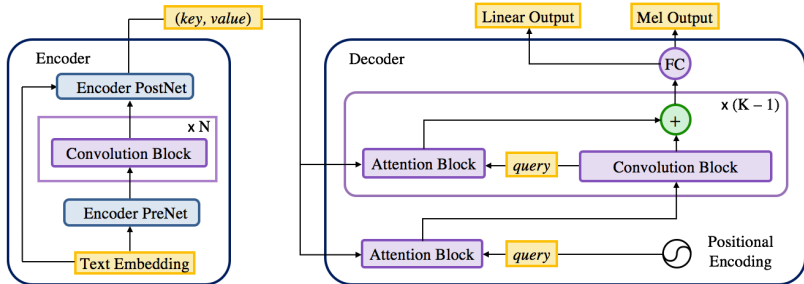 (key, value)
Linear Output
Mel Output
Encoder
Decoder
FC
Encoder PostNet
x N
x (K – 1)
+
Convolution Block
Attention Block
query
Convolution Block
Encoder PreNet
Text Embedding
Attention Block
query
Positional
Encoding